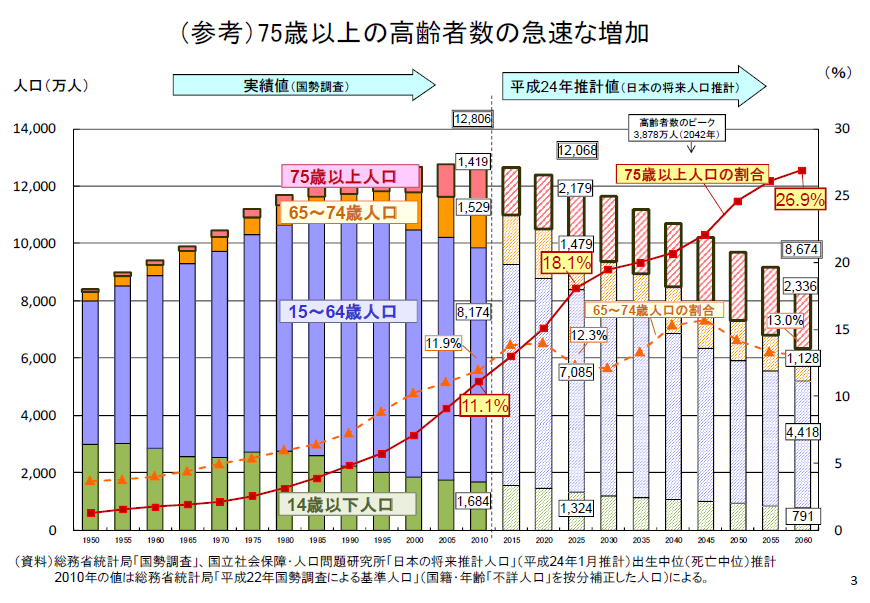 （参考）75歳以上の高齢者数の急速な増加
人口（万人）
実績値（国勢調査）
平成24年推計値（日本の将来人口推計）
（%）
高齢者数のピーク
3,878万人（2042年）
14,000
12,000
10,000
8,000
6,000
4,000
2,000
0
30
25
20
15
10
5
0
12,806
1,419
1,529
8,174
1,684
12,068
2,179
1,479
7,085
1,324
8,674
2,336
1,128
4,418
791
75歳以上人口
65～74歳人口
15～64歳人口
14歳以下人口
75歳以上人口の割合
65～74歳人口の割合
11.9%
11.1%
18.1%
12.3%
26.9%
13.0%
1950 1955 1960 1965 1970 1975 1980 1985 1990 1995 2000 2005 2010 2015 2020 2025 2030 2035 2040 2045 2050 2055 2060
（資料）総務省統計局「国勢調査」、国立社会保障・人口問題研究所「日本の将来推計人口」（平成24年1月推計）出生中位（死亡中位）推計
2010年の値は総務省統計局「平成22年国勢調査による基準人口」（国籍・年齢「不詳人口」を按分補正した人口）による。
3